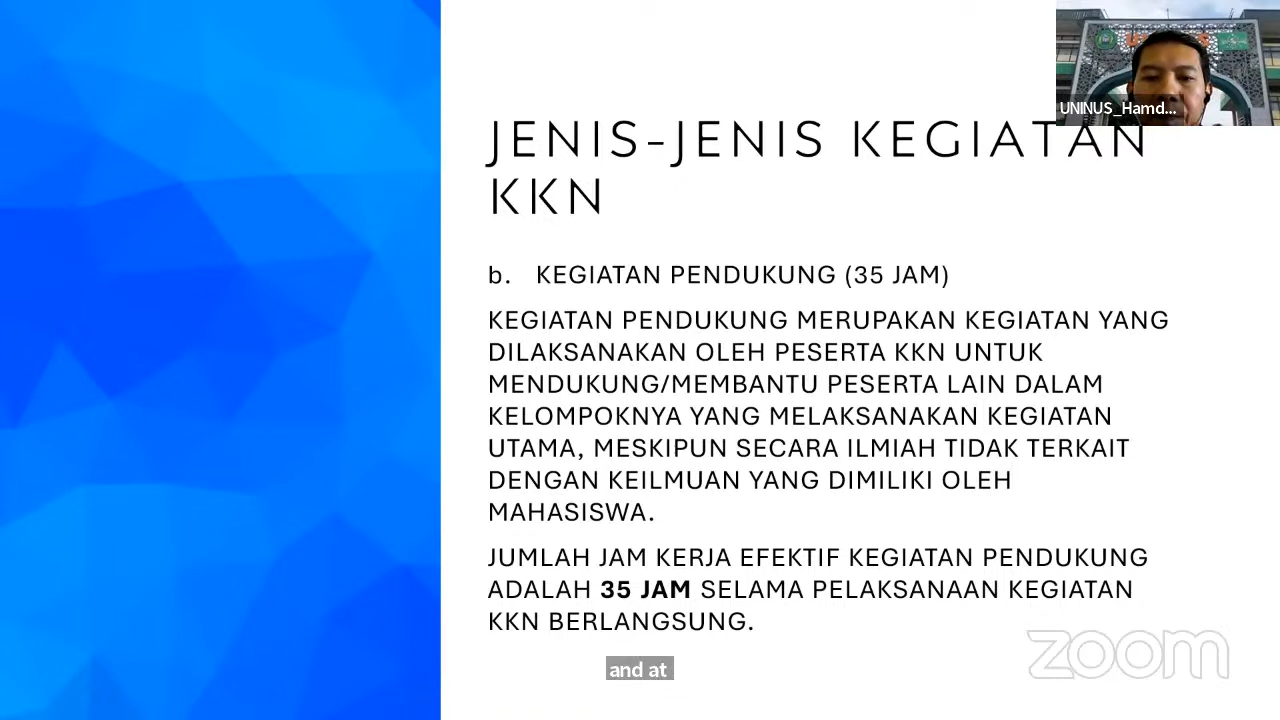 UNINUS_Hamd...
JENIS-JENIS KEGIATAN
KKN
b. KEGIATAN PENDUKUNG (35 JAM)
KEGIATAN PENDUKUNG MERUPAKAN KEGIATAN YANG
DILAKSANAKAN OLEH PESERTA KKN UNTUK
MENDUKUNG/MEMBANTU PESERTA LAIN DALAM
KELOMPOKNYA YANG MELAKSANAKAN KEGIATAN
UTAMA, MESKIPUN SECARA ILMIAH TIDAK TERKAIT
DENGAN KEILMUAN YANG DIMILIKI OLEH
MAHASISWA.
JUMLAH JAM KERJA EFEKTIF KEGIATAN PENDUKUNG
ADALAH 35 JAM SELAMA PELAKSANAAN KEGIATAN
KKN BERLANGSUNG.
zoom
and at